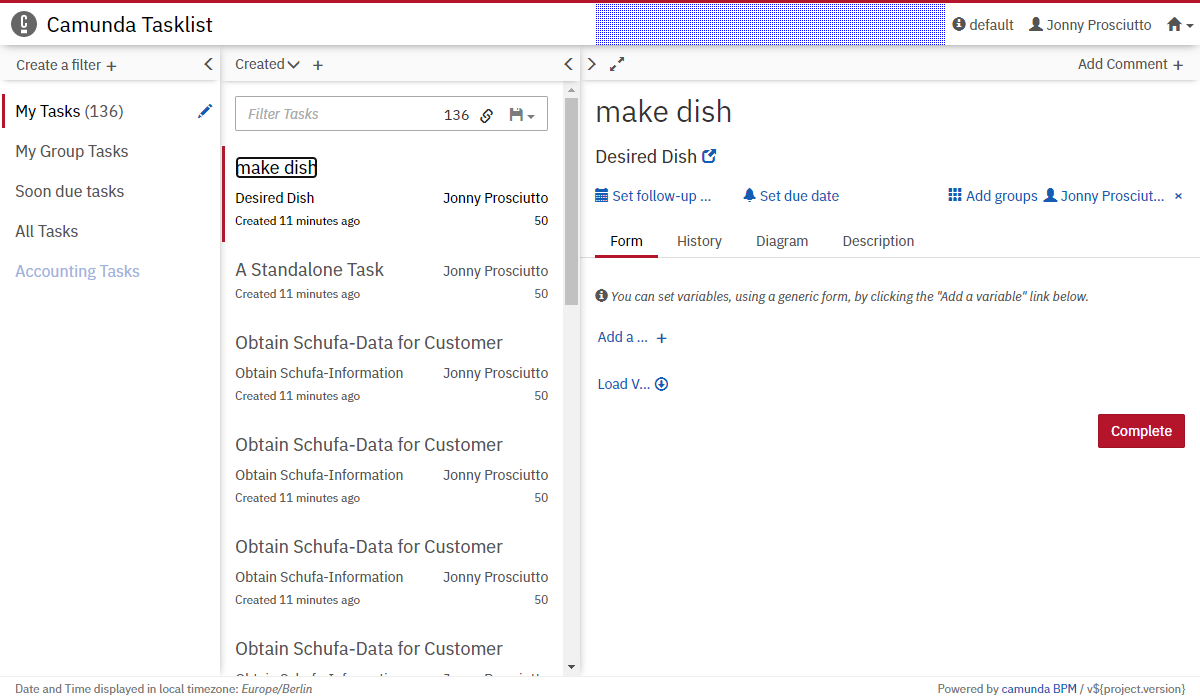 Camunda Tasklist
default Jonny Prosciutto
Create a filter +
My Tasks (136)
My Group Tasks
Soon due tasks
All Tasks
Accounting Tasks
Created +
Filter Tasks 136
make dish
Desired Dish Jonny Prosciutto
Created 11 minutes ago 50
A Standalone Task Jonny Prosciutto
Created 11 minutes ago 50
Obtain Schufa-Data for Customer
Obtain Schufa-Information Jonny Prosciutto
Created 11 minutes ago 50
Obtain Schufa-Data for Customer
Obtain Schufa-Information Jonny Prosciutto
Created 11 minutes ago 50
Obtain Schufa-Data for Customer
Obtain Schufa-Information Jonny Prosciutto
Created 11 minutes ago 50
Obtain Schufa-Data for Customer
Add Comment +
make dish
Desired Dish
Set follow-up ... Set due date Add groups Jonny Prosciut... ×
Form History Diagram Description
You can set variables, using a generic form, by clicking the "Add a variable" link below.
Add a ... +
Load V...
Complete
Date and Time displayed in local timezone: Europe/Berlin
Powered by camunda BPM / v${project.version}